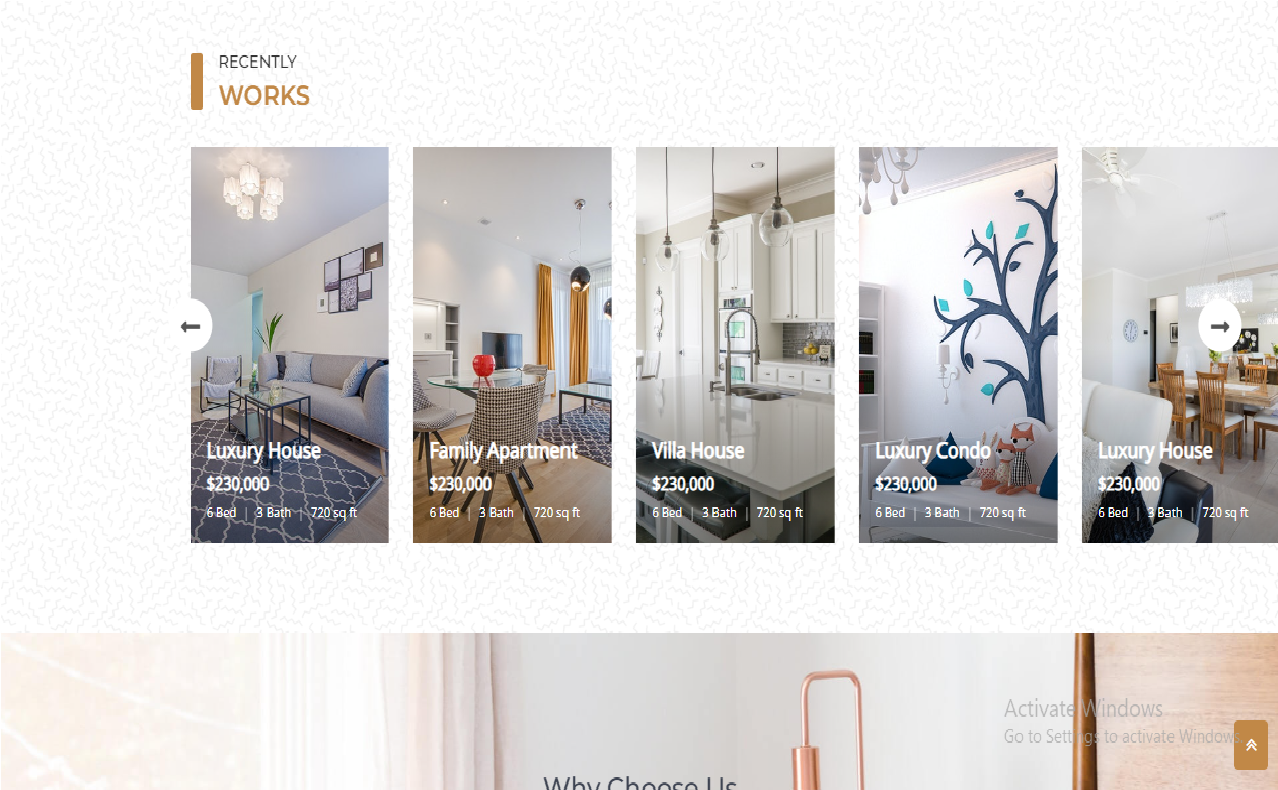 RECENTLY
WORKS
Luxury House
$230,000
6 Bed | 3 Bath | 720 sq ft
Family Apartment
$230,000
6 Bed | 3 Bath | 720 sq ft
Villa House
$230,000
6 Bed | 3 Bath | 720 sq ft
Luxury Condo
$230,000
6 Bed | 3 Bath | 720 sq ft
Luxury House
$230,000
6 Bed | 3 Bath | 720 sq ft
Activate Windows
Go to Settings to activate Windows.
Why Choose Us